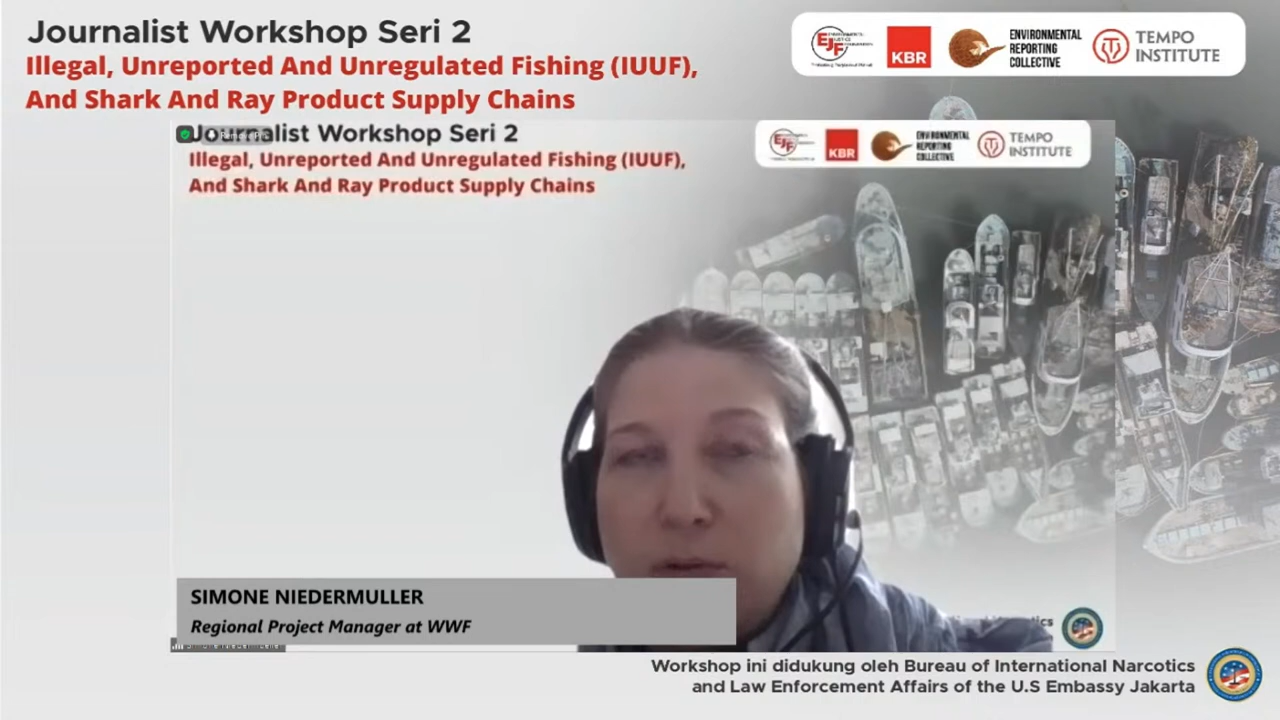 Journalist Workshop Seri 2
Illegal, Unreported And Unregulated Fishing (IUUF),
And Shark And Ray Product Supply Chains
EJF
KBR
ENVIRONMENTAL
REPORTING
COLLECTIVE
TEMPO
INSTITUTE
Journalist Workshop Seri 2
Illegal, Unreported And Unregulated Fishing (IUUF),
And Shark And Ray Product Supply Chains
EJF
KBR
ENVIRONMENTAL
REPORTING
COLLECTIVE
TEMPO
INSTITUTE
SIMONE NIEDERMULLER
Regional Project Manager at WWF
Workshop ini didukung oleh Bureau of International Narcotics
and Law Enforcement Affairs of the U.S Embassy Jakarta